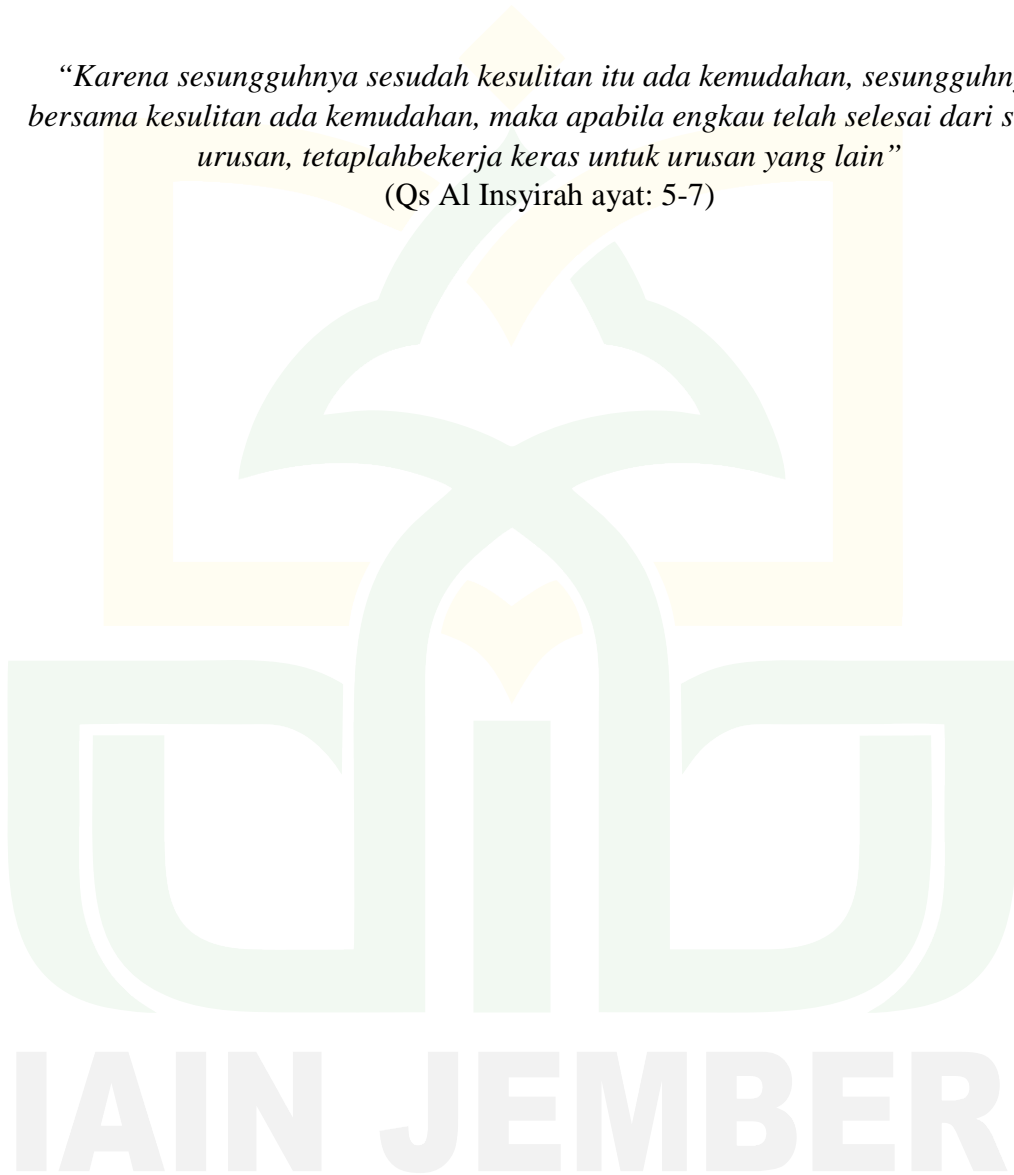 “Karena sesungguhnya sesudah kesulitan itu ada kemudahan,
bersama kesulitan ada kemudahan, maka apabila engkau telah selesai dari
urusan, tetaplahbekerja keras untuk urusan yang lain”
(Qs Al Insyirah ayat: 5-7)
IAIN JEMBER